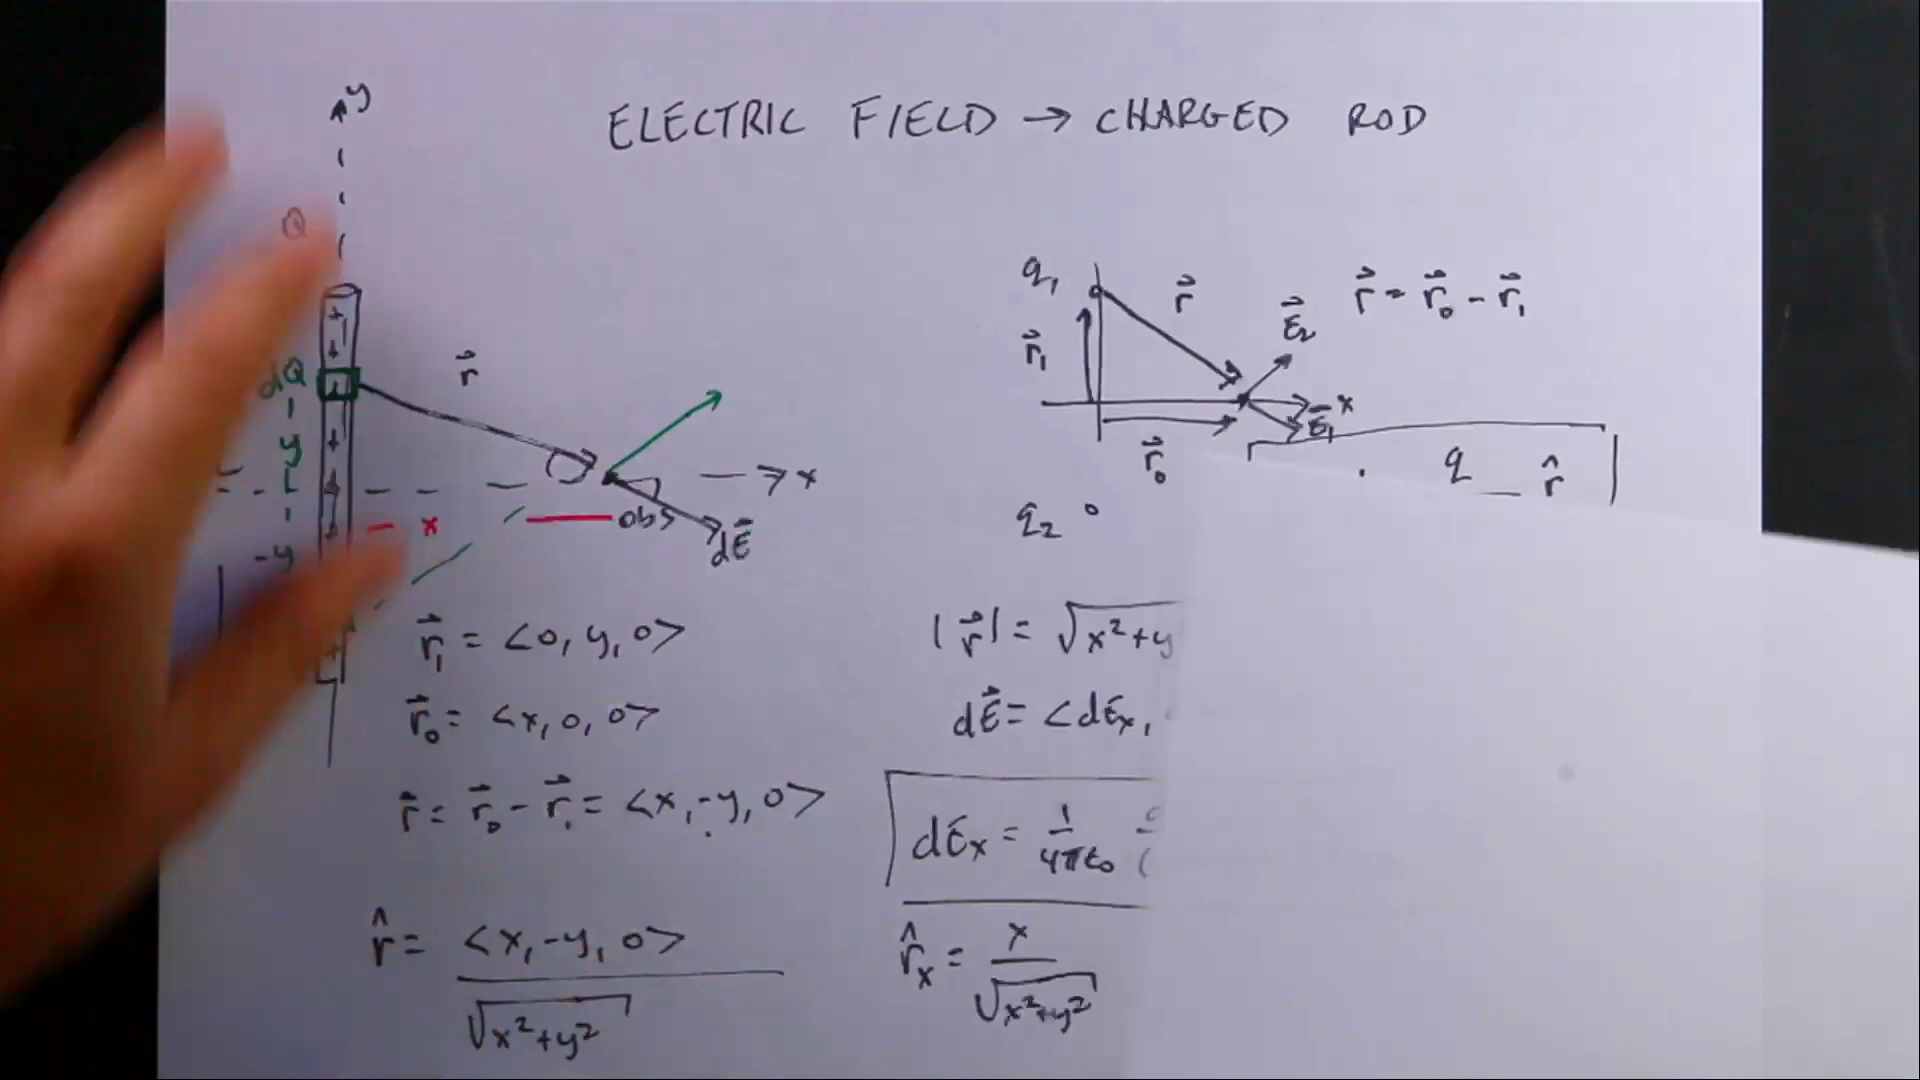 ELECTRIC FIELD → CHARGED ROD
y
Q
dQ
y
-y
x
r⃗
→ x
obs
dE⃗
q₁
r⃗₁
r⃗
r⃗ = r⃗₀ - r⃗₁
E⃗₂
x
E⃗₁
r⃗₀
q₂
q r̂
r⃗₁ = <0, y, 0>
r⃗₀ = <x, 0, 0>
r⃗ = r⃗₀ - r⃗₁ = <x, -y, 0>
r̂ = <x, -y, 0> / √x²+y²
|r⃗| = √x²+y
dE⃗ = <dEx,
dEx = 1/4πε₀
r̂x = x / √x²+y²